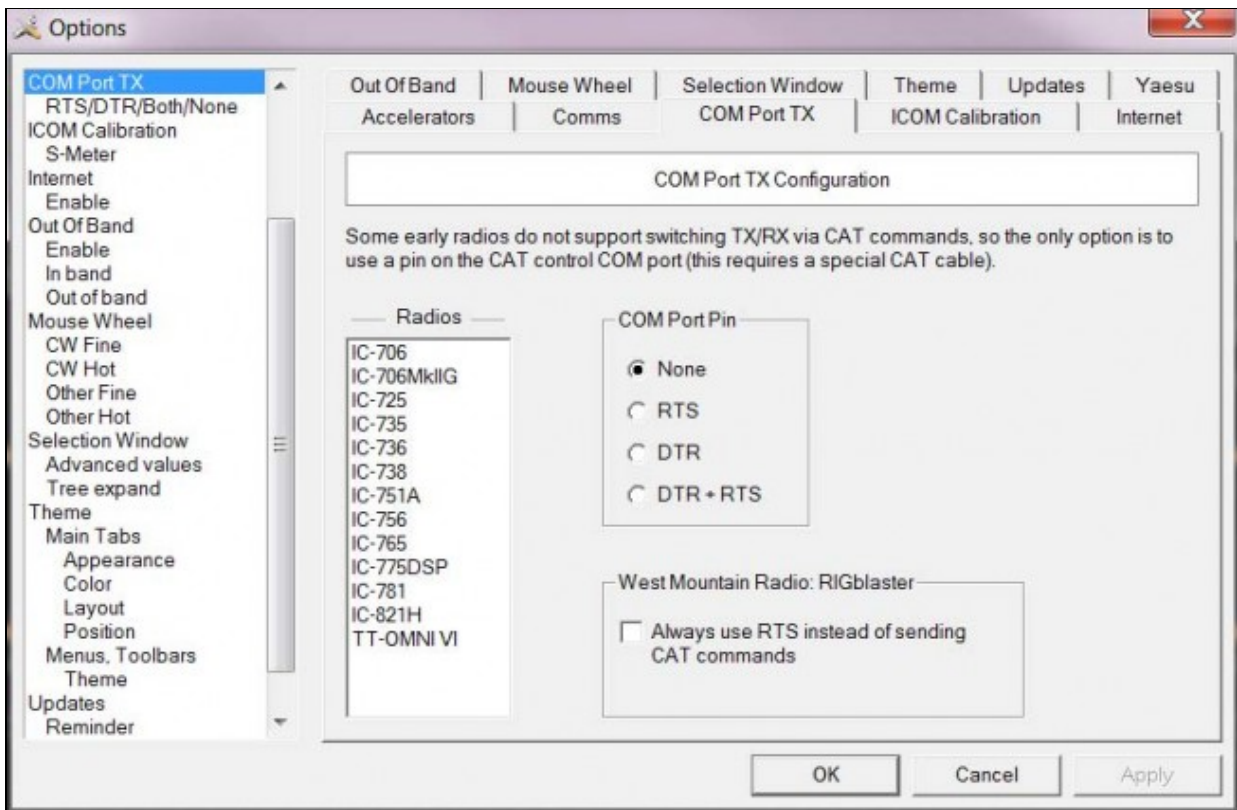 Options
X
COM Port TX
RTS/DTR/Both/None
ICOM Calibration
S-Meter
Internet
Enable
Out Of Band
Enable
In band
Out of band
Mouse Wheel
CW Fine
CW Hot
Other Fine
Other Hot
Selection Window
Advanced values
Tree expand
Theme
Main Tabs
Appearance
Color
Layout
Position
Menus, Toolbars
Theme
Updates
Reminder
Out Of Band Mouse Wheel Selection Window Theme Updates Yaesu
Accelerators Comms COM Port TX ICOM Calibration Internet
COM Port TX Configuration
Some early radios do not support switching TX/RX via CAT commands, so the only option is to
use a pin on the CAT control COM port (this requires a special CAT cable).
Radios
IC-706
IC-706MkIIG
IC-725
IC-735
IC-736
IC-738
IC-751A
IC-756
IC-765
IC-775DSP
IC-781
IC-821H
TT-OMNI VI
COM Port Pin
None
RTS
DTR
DTR + RTS
West Mountain Radio: RIGblaster
Always use RTS instead of sending
CAT commands
OK Cancel Apply